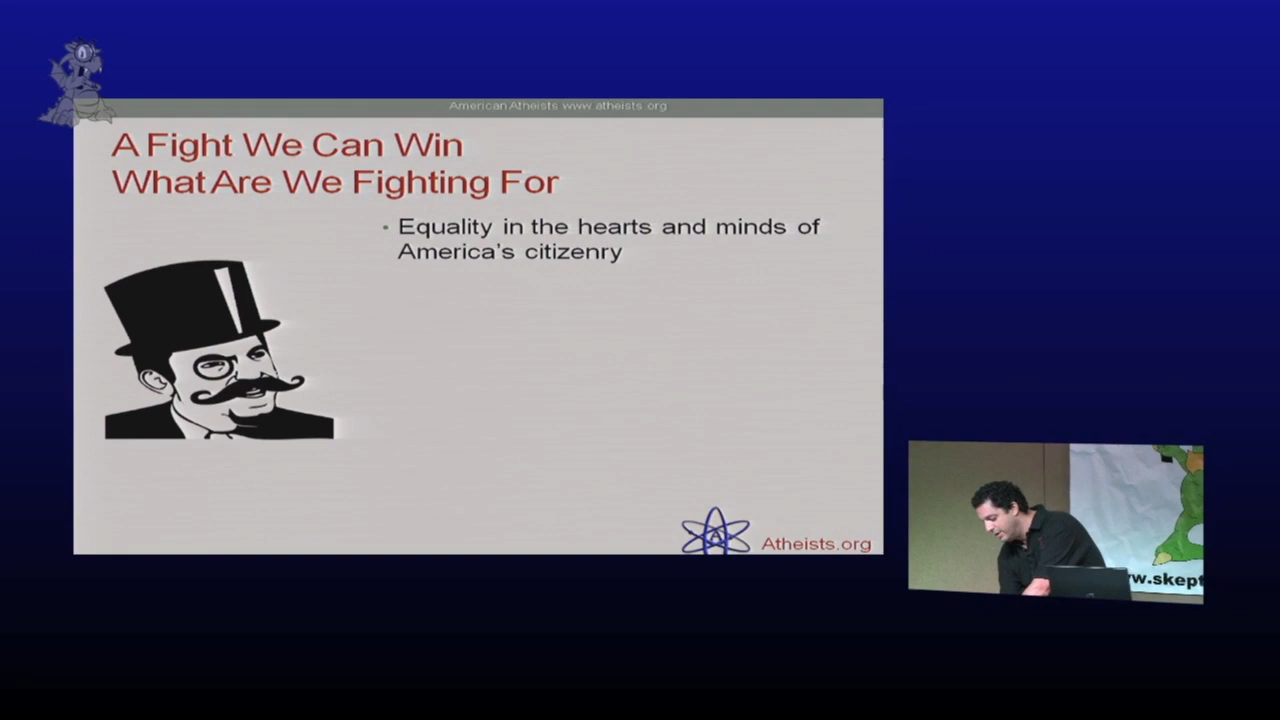 American Atheists www.atheists.org
A Fight We Can Win
What Are We Fighting For
• Equality in the hearts and minds of
America's citizenry
A
Atheists.org